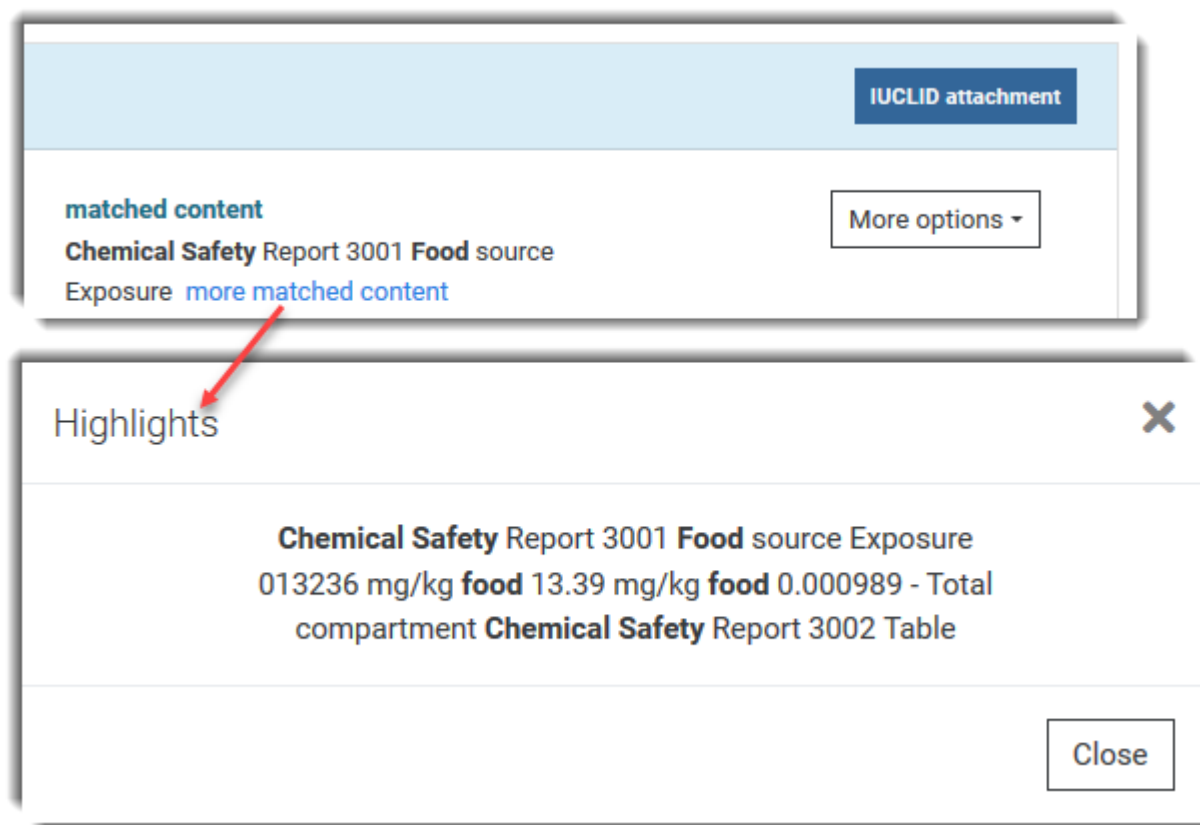 IUCLID attachment
matched content
More options
Chemical Safety Report 3001 Food source
Exposure more matched content
Highlights
Chemical Safety Report 3001 Food source Exposure
013236 mg/kg food 13.39 mg/kg food 0.000989 - Total
compartment Chemical Safety Report 3002 Table
Close